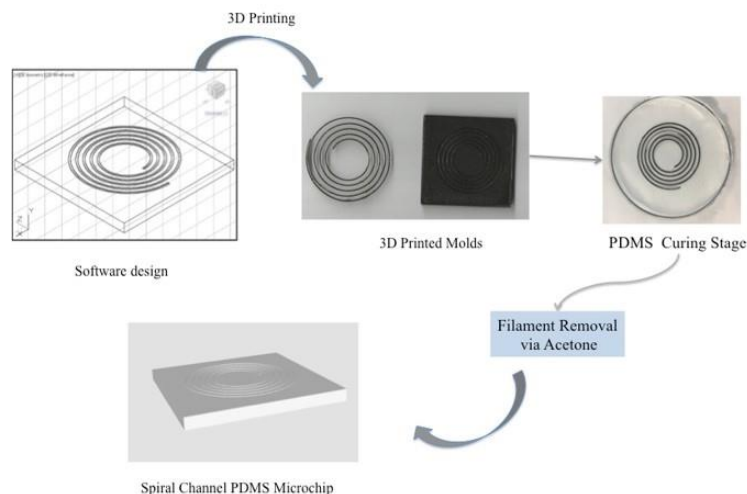 3D Printing
Software design
3D Printed Molds
PDMS Curing Stage
Filament Removal
via Acetone
Spiral Channel PDMS Microchip